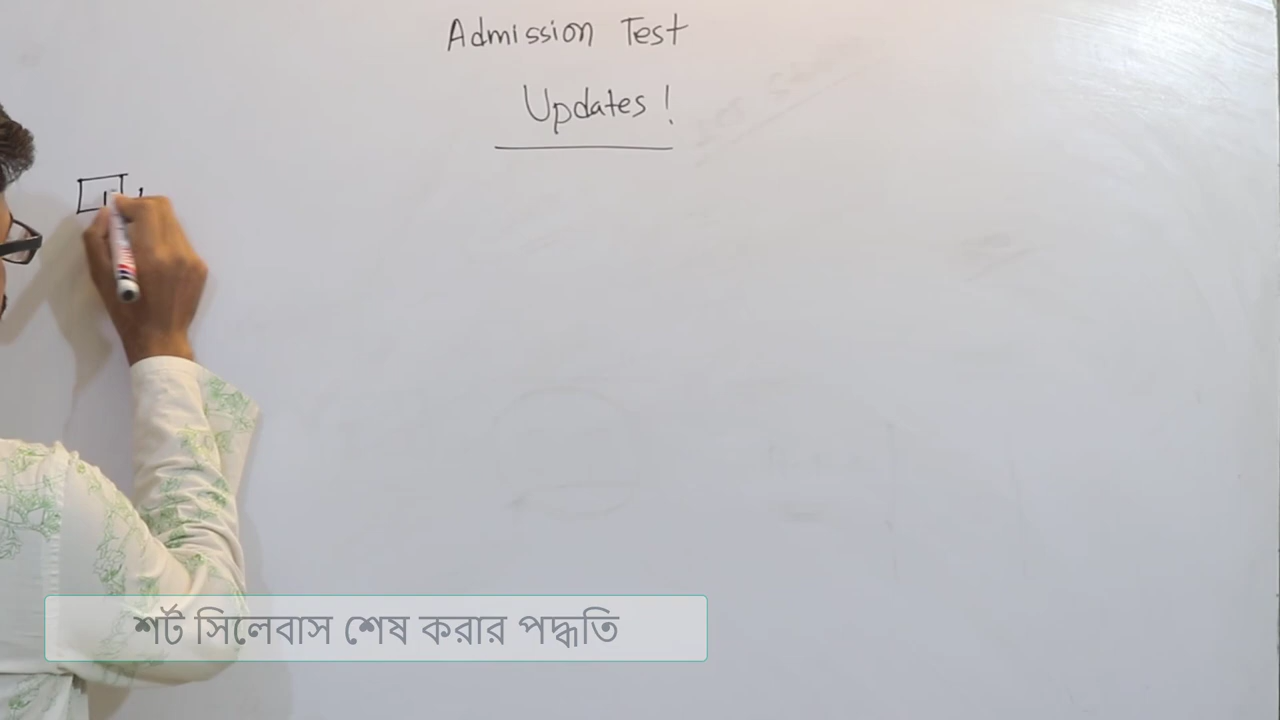 Admission Test
Updates !
শর্ট সিলেবাস শেষ করার পদ্ধতি